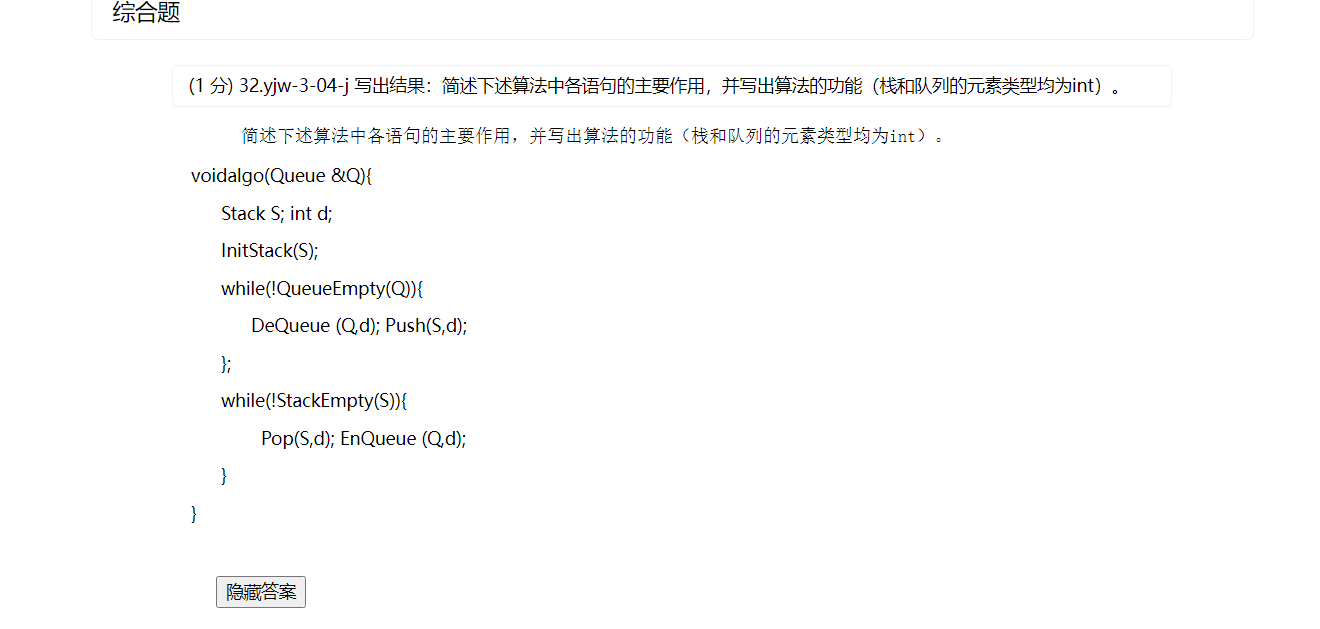 综合题
(1 分) 32.yjw-3-04-j 写出结果：简述下述算法中各语句的主要作用，并写出算法的功能（栈和队列的元素类型均为int）。
简述下述算法中各语句的主要作用，并写出算法的功能（栈和队列的元素类型均为int）。
voidalgo(Queue &Q){
Stack S; int d;
InitStack(S);
while(!QueueEmpty(Q)){
DeQueue (Q,d); Push(S,d);
};
while(!StackEmpty(S)){
Pop(S,d); EnQueue (Q,d);
}
}
隐藏答案